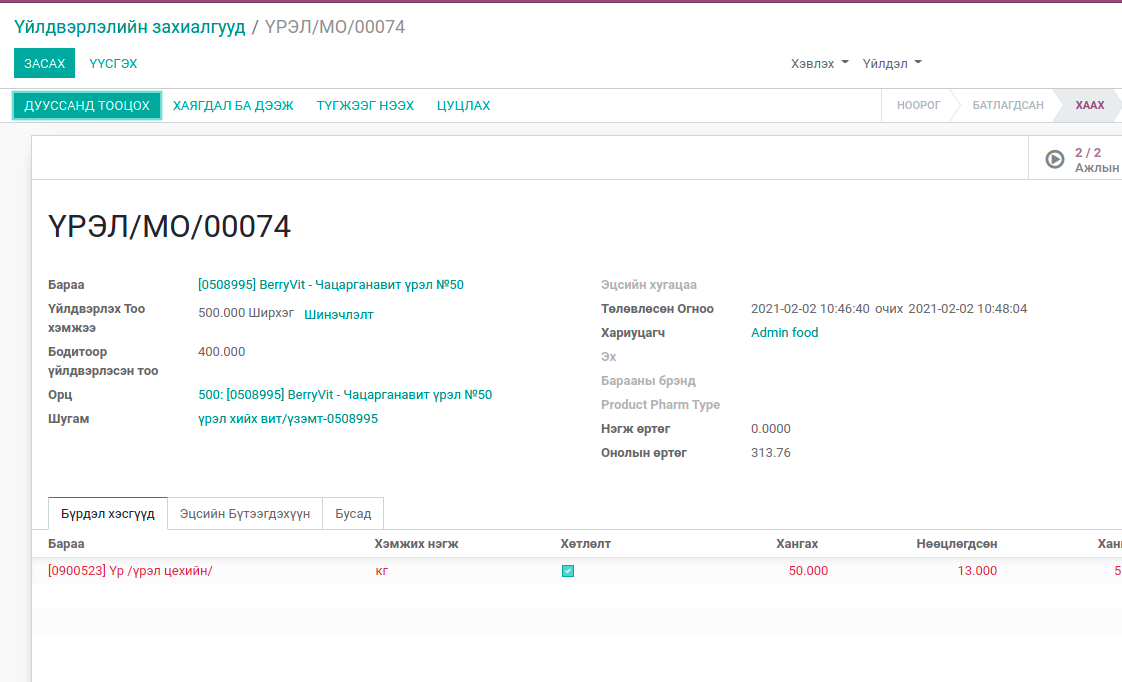 Үйлдвэрлэлийн захиалгууд / ҮРЭЛ/МО/00074
ЗАСАХ ҮҮСГЭХ Хэвлэх Үйлдэл
ДУУССАНД ТООЦОХ ХАЯГДАЛ БА ДЭЭЖ ТҮГЖЭЭГ НЭЭХ ЦУЦЛАХ НООРОГ БАТЛАГДСАН ХААХ
2 / 2
Ажлын
ҮРЭЛ/МО/00074
Бараа [0508995] BerryVit - Чацарганавит үрэл №50 Эцсийн хугацаа
Үйлдвэрлэх Тоо хэмжээ 500.000 Ширхэг Шинэчлэлт Төлөвлөсөн Огноо 2021-02-02 10:46:40 очих 2021-02-02 10:48:04
Хариуцагч Admin food
Бодитоор үйлдвэрлэсэн тоо 400.000 Эх
Барааны брэнд
Орц 500: [0508995] BerryVit - Чацарганавит үрэл №50 Product Pharm Type
Шугам үрэл хийх вит/үзэмт-0508995 Нэгж өртөг 0.0000
Онолын өртөг 313.76
Бүрдэл хэсгүүд Эцсийн Бүтээгдэхүүн Бусад
Бараа Хэмжих нэгж Хөтлөлт Хангах Нөөцлөгдсөн Хан
[0900523] Үр /үрэл цехийн/ кг 50.000 13.000 5